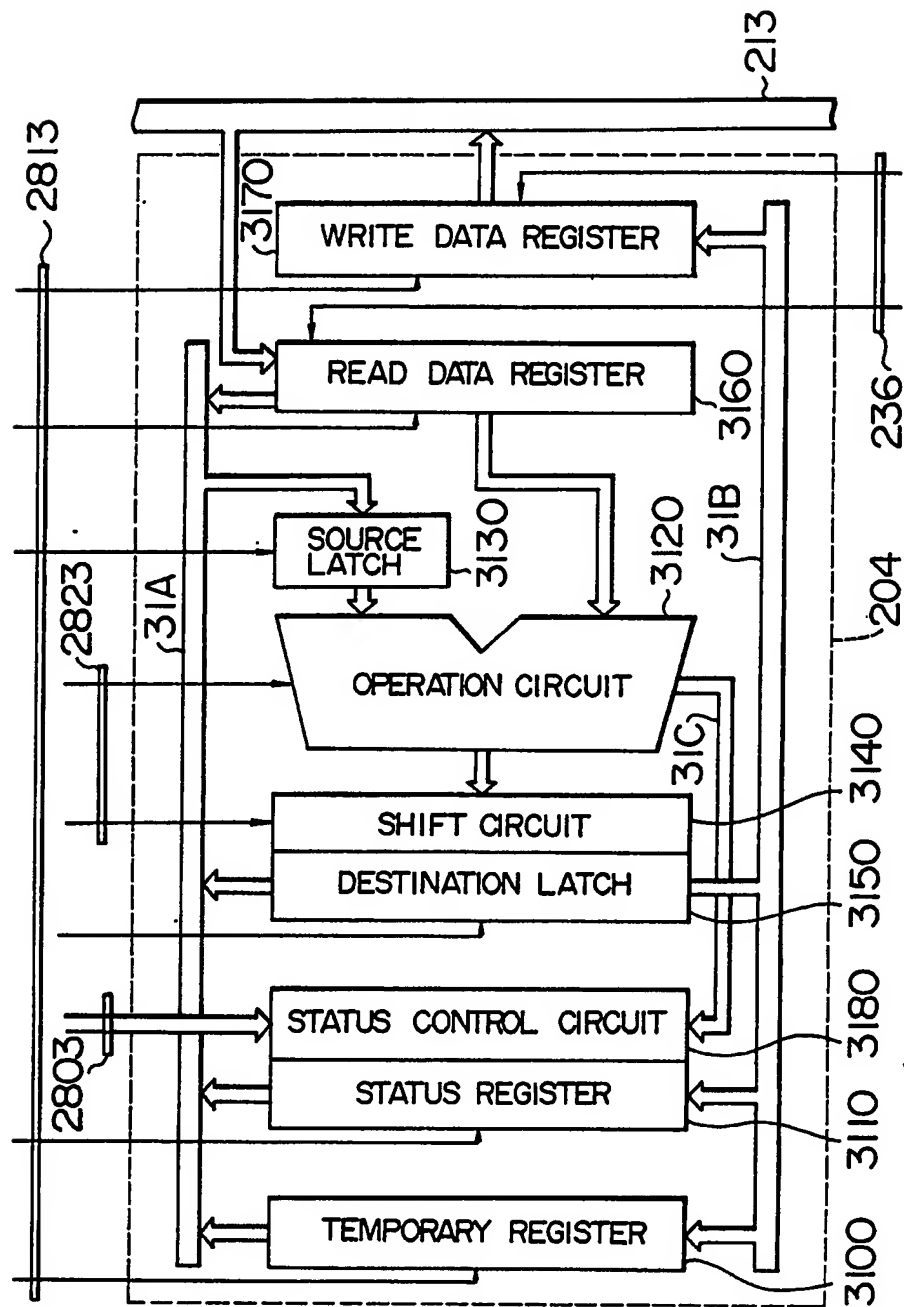 2813
213
3170
WRITE DATA REGISTER
READ DATA REGISTER
3160
236
2823
31A
SOURCE
LATCH
3130
3120
31B
204
OPERATION CIRCUIT
31C
SHIFT CIRCUIT
3140
DESTINATION LATCH
3150
2803
STATUS CONTROL CIRCUIT
3180
STATUS REGISTER
3110
TEMPORARY REGISTER
3100